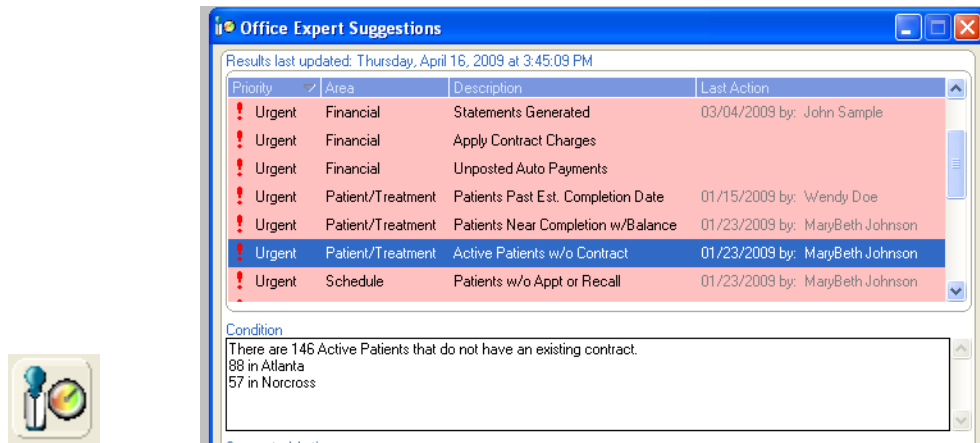 Office Expert Suggestions
Results last updated: Thursday, April 16, 2009 at 3:45:09 PM
Priority Area Description Last Action
Urgent Financial Statements Generated 03/04/2009 by: John Sample
Urgent Financial Apply Contract Charges
Urgent Financial Unposted Auto Payments
Urgent Patient/Treatment Patients Past Est. Completion Date 01/15/2009 by: Wendy Doe
Urgent Patient/Treatment Patients Near Completion w/Balance 01/23/2009 by: MaryBeth Johnson
Urgent Patient/Treatment Active Patients w/o Contract 01/23/2009 by: MaryBeth Johnson
Urgent Schedule Patients w/o Appt or Recall 01/23/2009 by: MaryBeth Johnson
Condition
There are 146 Active Patients that do not have an existing contract.
88 in Atlanta
57 in Norcross